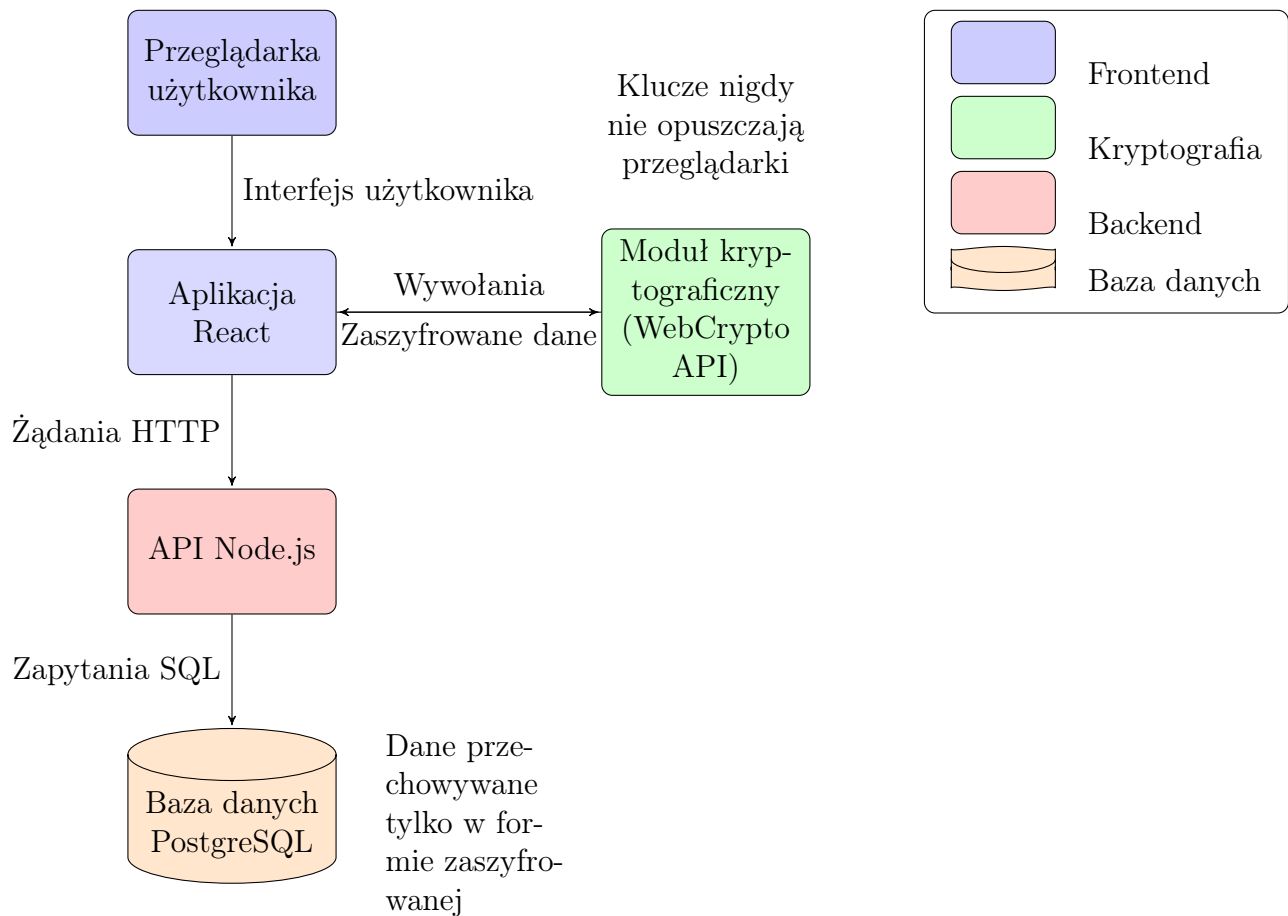 Przeglądarka
użytkownika
Klucze nigdy
nie opuszczają
przeglądarki
Frontend
Kryptografia
Backend
Baza danych
Interfejs użytkownika
Aplikacja
React
Wywołania
Zaszyfrowane dane
Moduł kryp-
tograficzny
(WebCrypto
API)
Żądania HTTP
API Node.js
Zapytania SQL
Baza danych
PostgreSQL
Dane prze-
chowywane
tylko w for-
mie zaszyfro-
wanej